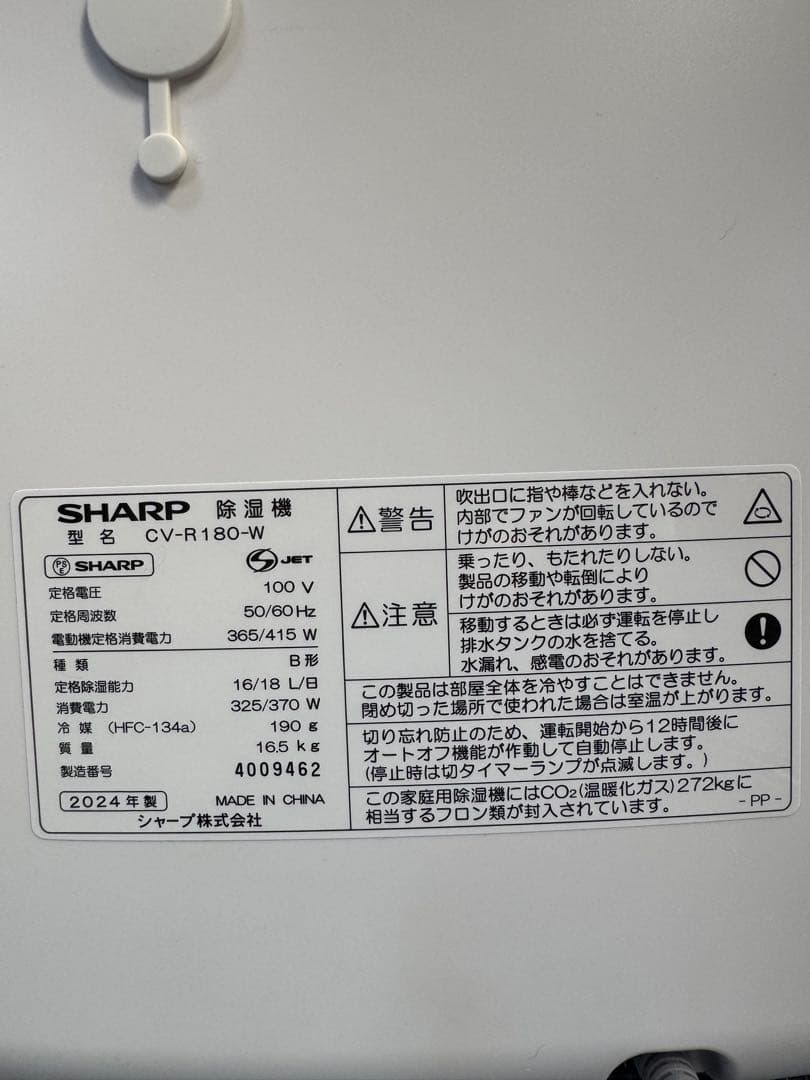 SHARP 除湿機
型名 CV-R180-W
PSE SHARP S JET
定格電圧 100 V
定格周波数 50/60 Hz
電動機定格消費電力 365/415 W
種類 B形
定格除湿能力 16/18 L/日
消費電力 325/370 W
冷媒 (HFC-134a) 190 g
質量 16.5 kg
製造番号 4009462
2024年製 MADE IN CHINA
シャープ株式会社
⚠警告
吹出口に指や棒などを入れない。
内部でファンが回転しているので
けがのおそれがあります。
⚠注意
乗ったり、もたれたりしない。
製品の移動や転倒により
けがのおそれがあります。
移動するときは必ず運転を停止し
排水タンクの水を捨てる。
水漏れ、感電のおそれがあります。
この製品は部屋全体を冷やすことはできません。
閉め切った場所で使われた場合は室温が上がります。
切り忘れ防止のため、運転開始から12時間後に
オートオフ機能が作動して自動停止します。
(停止時は切タイマーランプが点滅します。)
この家庭用除湿機にはCO₂(温暖化ガス)272kgに
相当するフロン類が封入されています。
- PP -